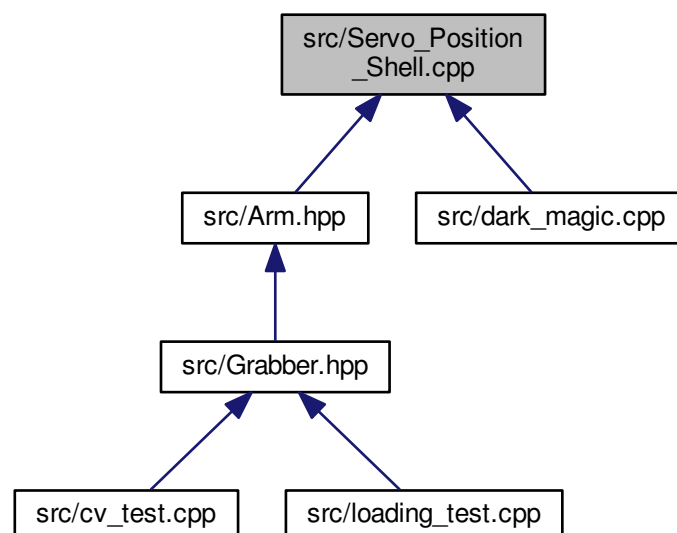 src/Servo_Position
_Shell.cpp
src/Arm.hpp
src/dark_magic.cpp
src/Grabber.hpp
src/cv_test.cpp
src/loading_test.cpp